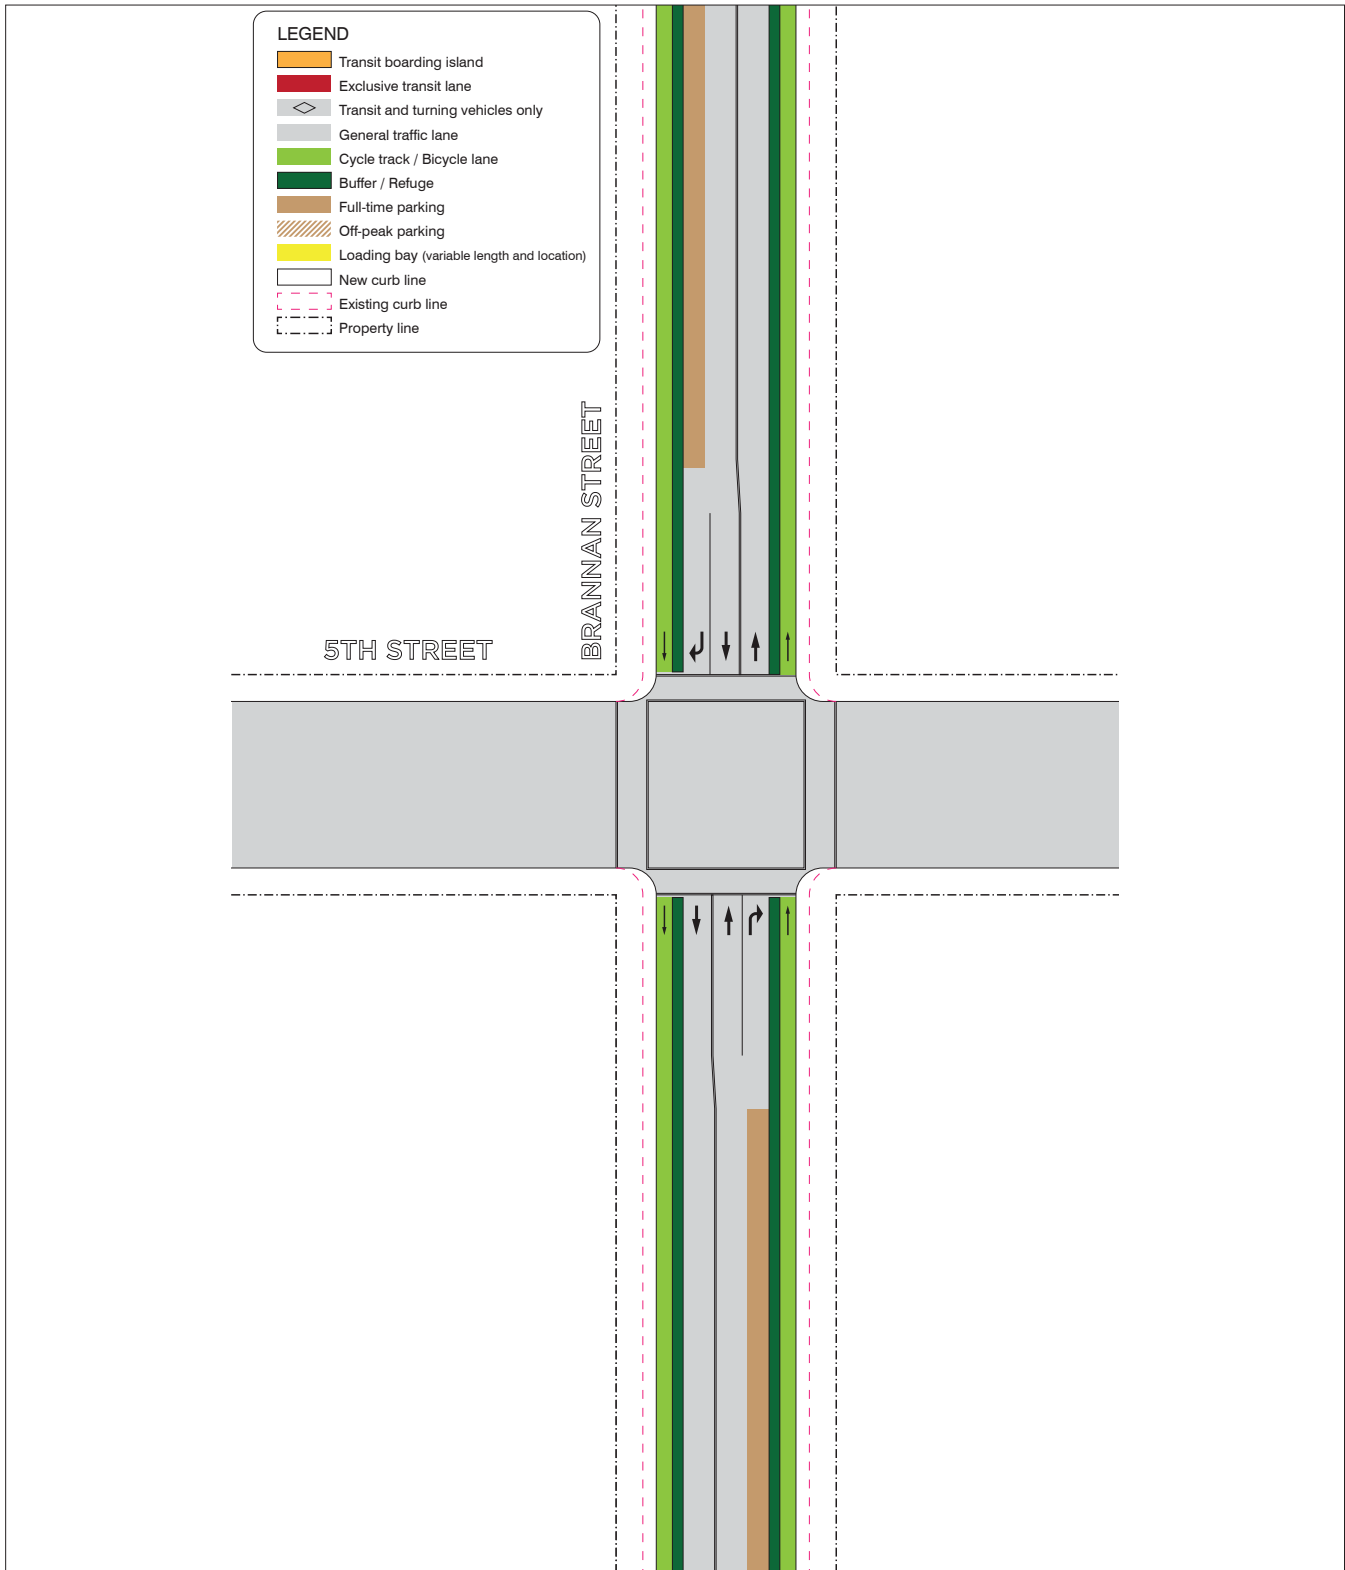 LEGEND
Transit boarding island
Exclusive transit lane
Transit and turning vehicles only
General traffic lane
Cycle track / Bicycle lane
Buffer / Refuge
Full-time parking
Off-peak parking
Loading bay (variable length and location)
New curb line
Existing curb line
Property line
BRANNAN STREET
5TH STREET